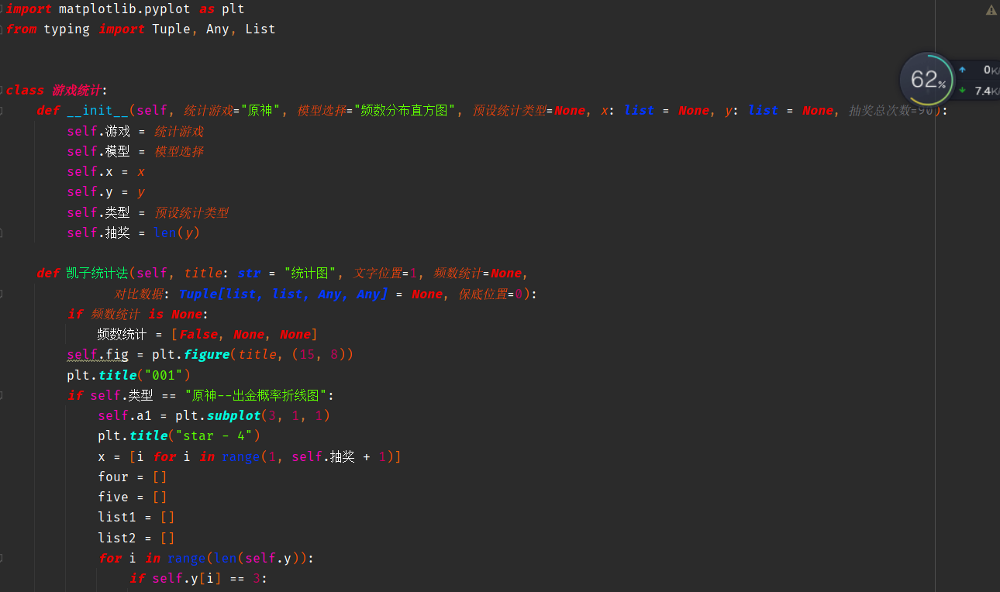 import matplotlib.pyplot as plt
from typing import Tuple, Any, List
class 游戏统计:
def __init__(self, 统计游戏="原神", 模型选择="频数分布直方图", 预设统计类型=None, x: list = None, y: list = None, 抽奖总次数=90):
self.游戏 = 统计游戏
self.模型 = 模型选择
self.x = x
self.y = y
self.类型 = 预设统计类型
self.抽奖 = len(y)
def 凯子统计法(self, title: str = "统计图", 文字位置=1, 频数统计=None,
对比数据: Tuple[list, list, Any, Any] = None, 保底位置=0):
if 频数统计 is None:
频数统计 = [False, None, None]
self.fig = plt.figure(title, (15, 8))
plt.title("001")
if self.类型 == "原神--出金概率折线图":
self.a1 = plt.subplot(3, 1, 1)
plt.title("star - 4")
x = [i for i in range(1, self.抽奖 + 1)]
four = []
five = []
list1 = []
list2 = []
for i in range(len(self.y)):
if self.y[i] == 3:
62%
0K/
7.4K/